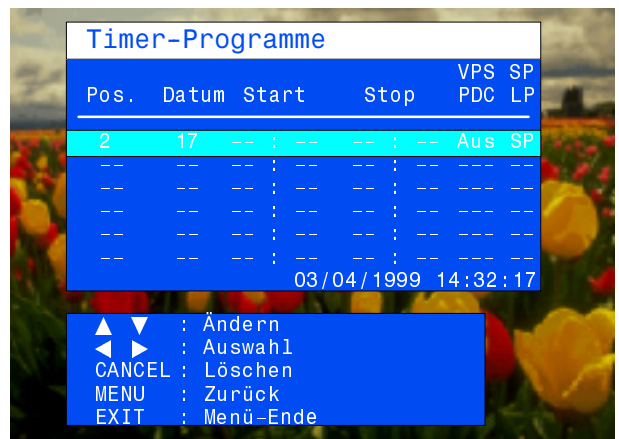 Timer-Programme
VPS SP
Pos. Datum Start Stop PDC LP
2 17 -- : -- -- : -- Aus SP
-- -- -- : -- -- : -- --- --
-- -- -- : -- -- : -- --- --
-- -- -- : -- -- : -- --- --
-- -- -- : -- -- : -- --- --
-- -- -- : -- -- : -- --- --
03/04/1999 14:32:17
▲ ▼ : Ändern
◀ ▶ : Auswahl
CANCEL : Löschen
MENU : Zurück
EXIT : Menü-Ende